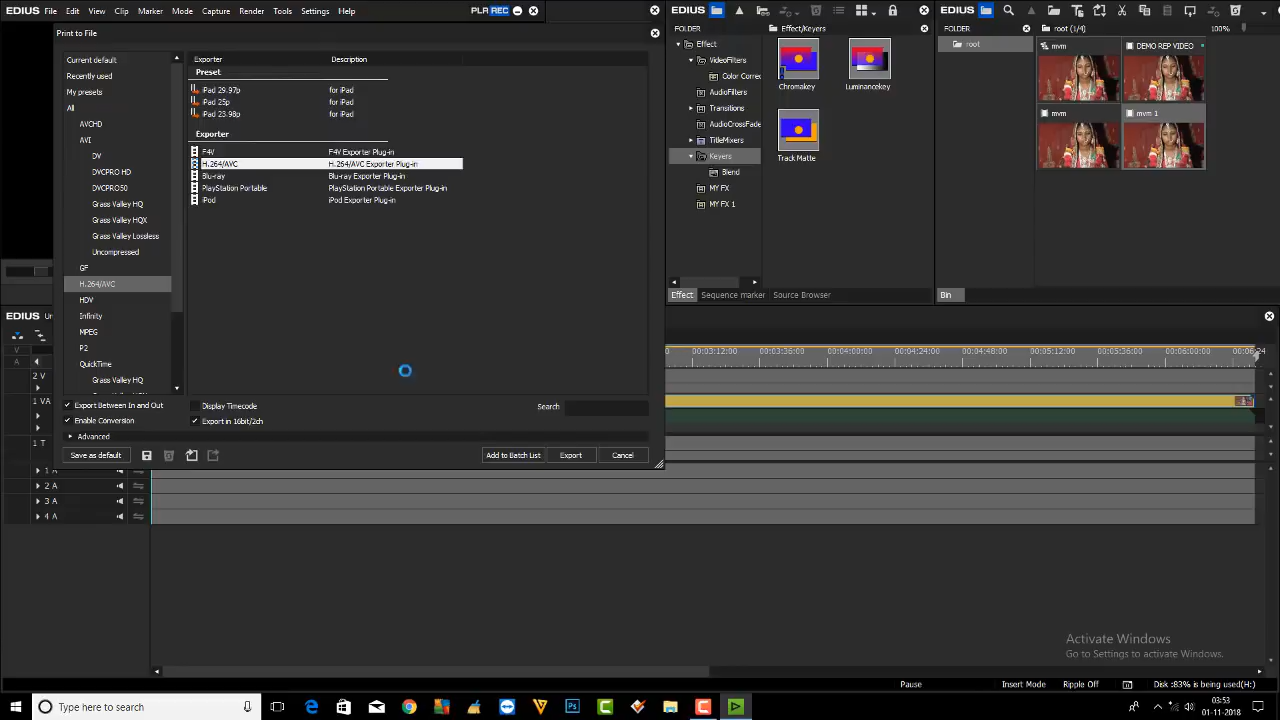 EDIUS File Edit View Clip Marker Mode Capture Render Tools Settings Help PLR REC
Print to File
Exporter Description
Current default
Recently used
My presets
All
AVCHD
AVI
DV
DVCPRO HD
DVCPRO50
Grass Valley HQ
Grass Valley HQX
Grass Valley Lossless
Uncompressed
GF
H.264/AVC
HDV
Infinity
MPEG
P2
QuickTime
Grass Valley HQ
Preset
iPad 29.97p for iPad
iPad 25p for iPad
iPad 23.98p for iPad
Exporter
F4V F4V Exporter Plug-in
H.264/AVC H.264/AVC Exporter Plug-in
Blu-ray Blu-ray Exporter Plug-in
PlayStation Portable PlayStation Portable Exporter Plug-in
iPod iPod Exporter Plug-in
Export Between In and Out Display Timecode Search
Enable Conversion Export in 16bit/2ch
Advanced
Save as default Add to Batch List Export Cancel
EDIUS
Effect/Keyers
Effect
VideoFilters
Color Correc
AudioFilters
Transitions
AudioCrossFade
TitleMixers
Keyers
Blend
MY FX
MY FX 1
Chromakey Luminancekey
Track Matte
Effect Sequence marker Source Browser
EDIUS
FOLDER root (1/4) 100%
root
mvm DEMO REP VIDEO
mvm mvm 1
Bin
EDIUS
V
A
00:03:12:00 00:03:36:00 00:04:00:00 00:04:24:00 00:04:48:00 00:05:12:00 00:05:36:00 00:06:00:00
2 V
1 VA
1 T
1 A
2 A
3 A
4 A
Activate Windows
Go to Settings to activate Windows.
Pause Insert Mode Ripple Off Disk :83% is being used(H:)
Type here to search
03:53
01-11-2018